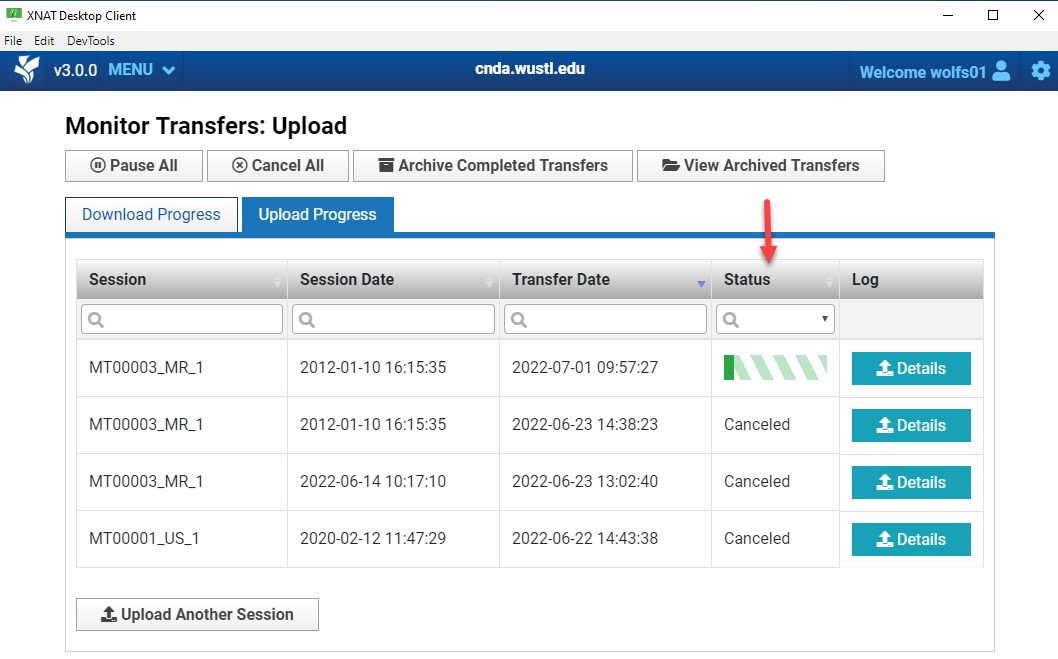 XNAT Desktop Client
File Edit DevTools
v3.0.0 MENU cnda.wustl.edu Welcome wolfs01
Monitor Transfers: Upload
Pause All Cancel All Archive Completed Transfers View Archived Transfers
Download Progress Upload Progress
Session Session Date Transfer Date Status Log
MT00003_MR_1 2012-01-10 16:15:35 2022-07-01 09:57:27 Details
MT00003_MR_1 2012-01-10 16:15:35 2022-06-23 14:38:23 Canceled Details
MT00003_MR_1 2022-06-14 10:17:10 2022-06-23 13:02:40 Canceled Details
MT00001_US_1 2020-02-12 11:47:29 2022-06-22 14:43:38 Canceled Details
Upload Another Session